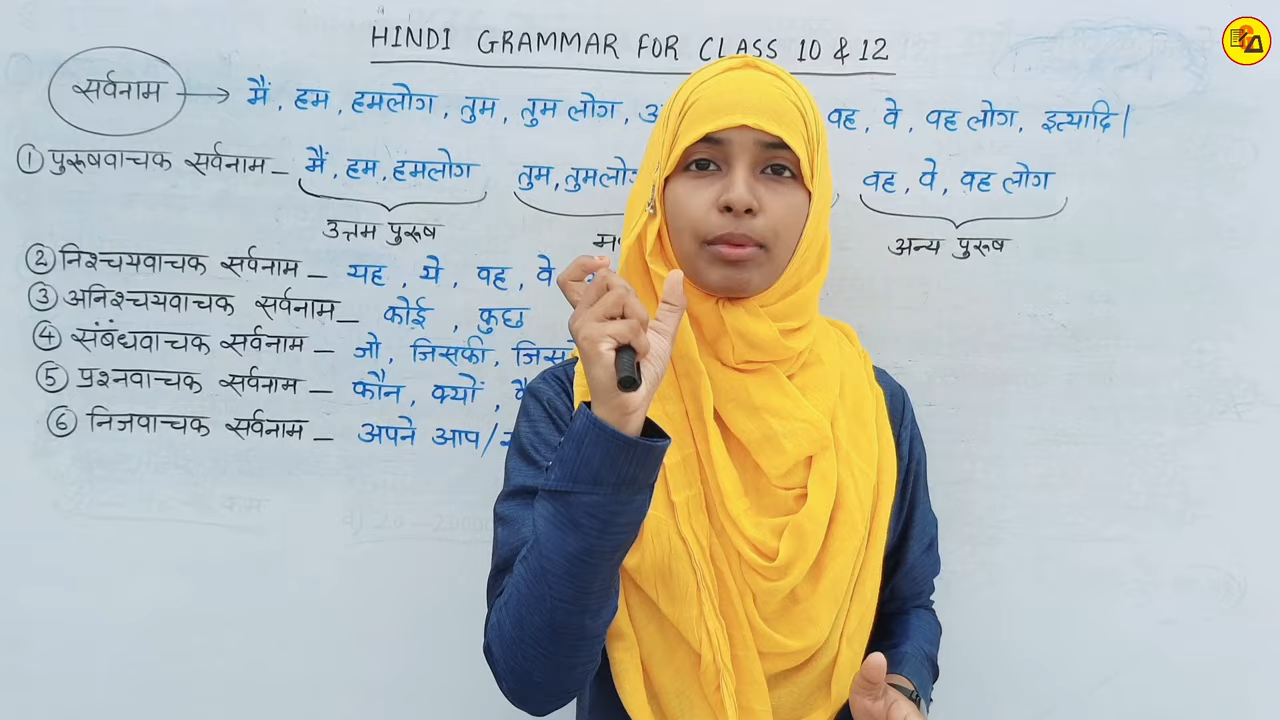 HINDI GRAMMAR FOR CLASS 10 & 12
सर्वनाम → मैं, हम, हमलोग, तुम, तुम लोग, वह, वे, वह लोग, इत्यादि|
① पुरूषवाचक सर्वनाम – मैं, हम, हमलोग तुम, वह, वे, वह लोग
उत्तम पुरूष अन्य पुरूष
② निश्चयवाचक सर्वनाम – यह, ये, वह, वे
③ अनिश्चयवाचक सर्वनाम – कोई, कुछ
④ संबंधवाचक सर्वनाम – जो, जिसकी,
⑤ प्रश्नवाचक सर्वनाम – कौन, क्यों,
⑥ निजवाचक सर्वनाम – अपने आप/